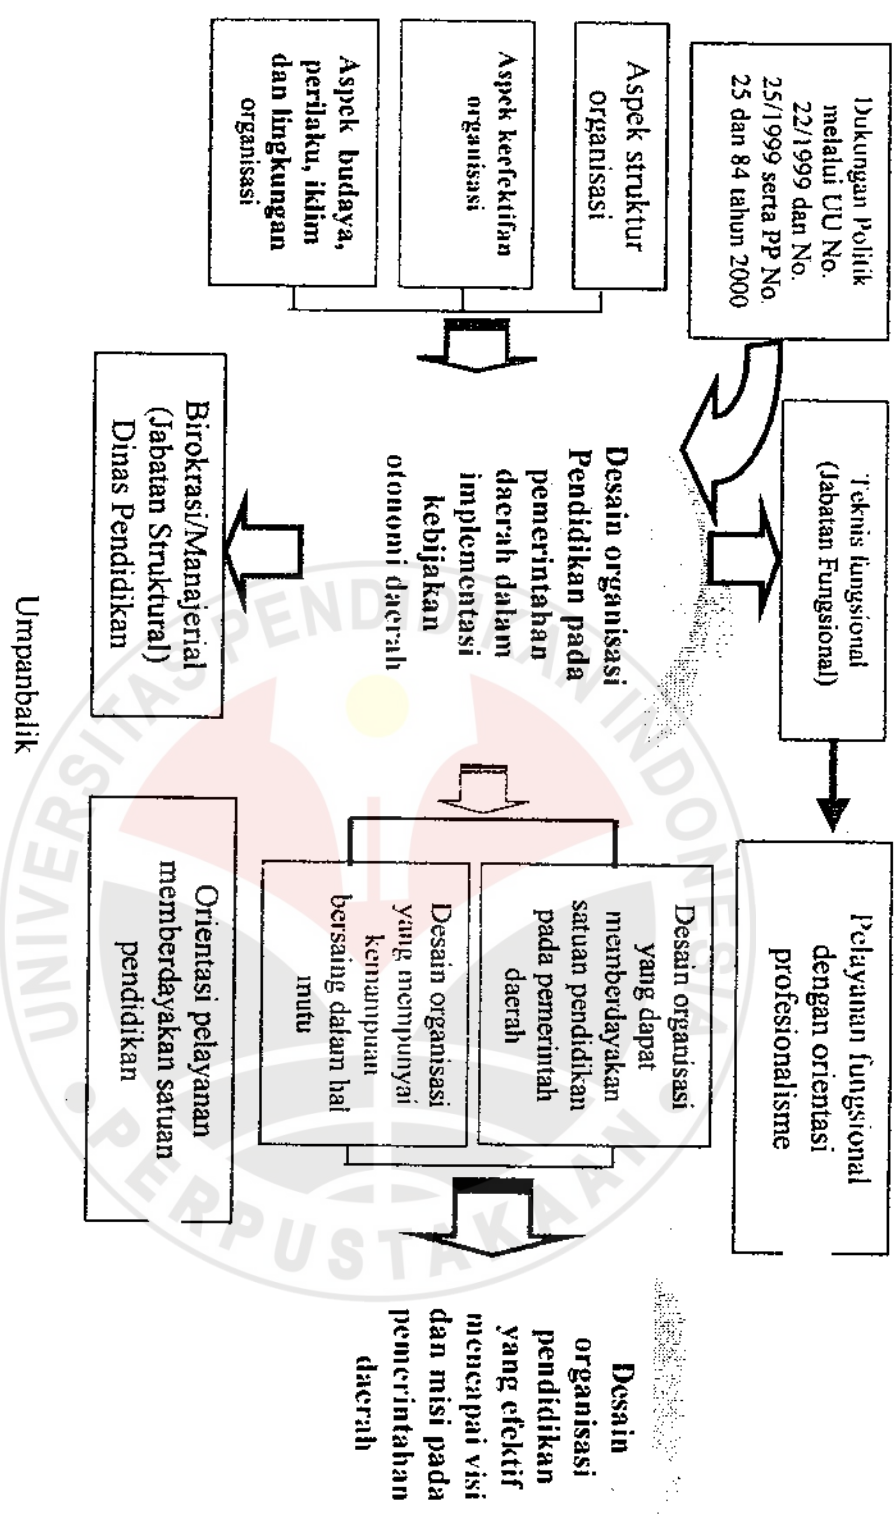 Dukungan Politik
melalui UU No.
22/1999 dan No.
25/1999 serta PP No.
25 dan 84 tahun 2000
Aspek struktur
organisasi
Aspek keefektifan
organisasi
Aspek budaya,
perilaku, iklim
dan lingkungan
organisasi
Teknis fungsional
(Jabatan Fungsional)
Desain organisasi
Pendidikan pada
pemerintahan
daerah dalam
implementasi
kebijakan
otonomi daerah
Birokrasi/Manajerial
(Jabatan Struktural)
Dinas Pendidikan
Pelayanan fungsional
dengan orientasi
profesionalisme
Desain organisasi
yang dapat
memberdayakan
satuan pendidikan
pada pemerintah
daerah
Desain organisasi
yang mempunyai
kemampuan
bersaing dalam hal
mutu
Orientasi pelayanan
memberdayakan satuan
pendidikan
Desain
organisasi
pendidikan
yang efektif
mencapai visi
dan misi pada
pemerintahan
daerah
Umpanbalik
UNIVERSITAS PENDIDIKAN INDONESIA
PERPUSTAKAAN